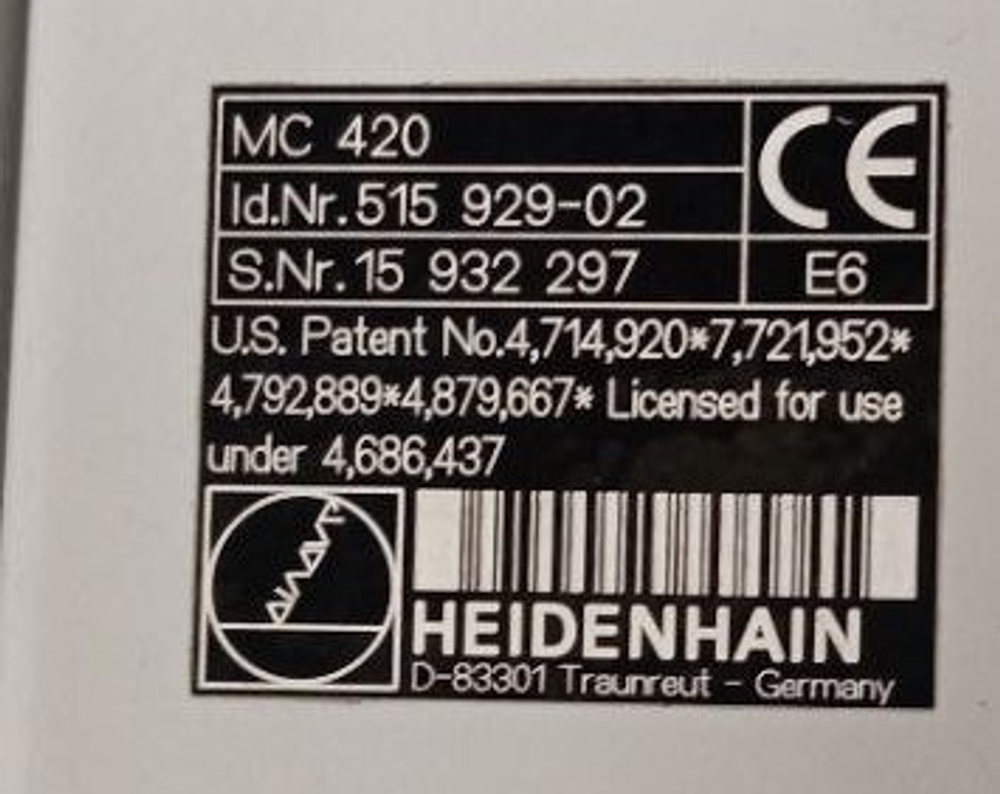 MC 420
CE
Id.Nr.515 929-02
S.Nr.15 932 297
E6
U.S. Patent No.4,714,920*7,721,952*
4,792,889*4,879,667* Licensed for use
under 4,686,437
HEIDENHAIN
D-83301 Traunreut - Germany